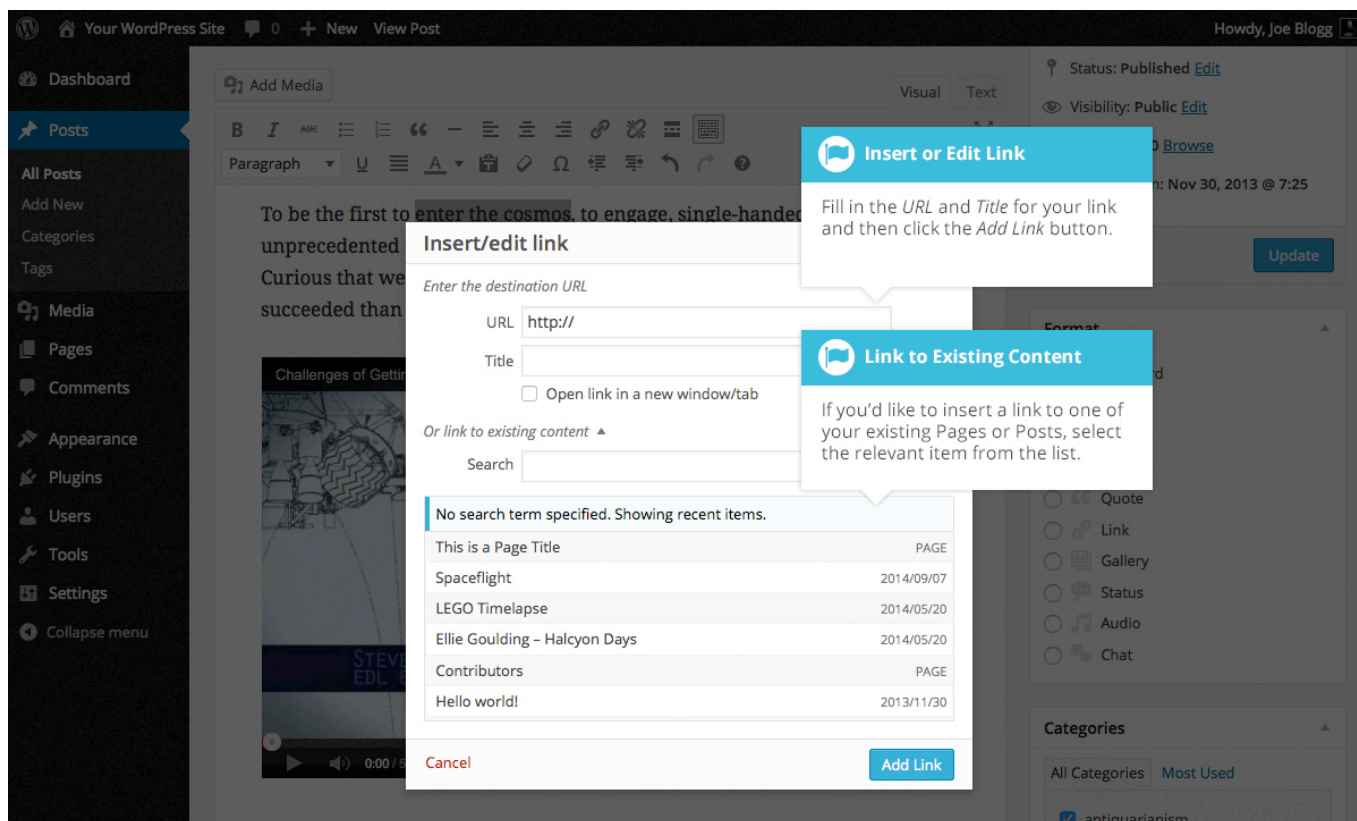 Your WordPress Site 0 + New View Post
Howdy, Joe Blogg
Dashboard
Posts
All Posts
Add New
Categories
Tags
Media
Pages
Comments
Appearance
Plugins
Users
Tools
Settings
Collapse menu
Add Media
Visual Text
B I ABC
Paragraph U A Ω
To be the first to enter the cosmos, to engage, single-handed
unprecedented
Curious that we
succeeded than
Challenges of Gettin
STEVE
EDL
0:00 /
Insert/edit link
Enter the destination URL
URL http://
Title
Open link in a new window/tab
Or link to existing content
Search
No search term specified. Showing recent items.
This is a Page Title PAGE
Spaceflight 2014/09/07
LEGO Timelapse 2014/05/20
Ellie Goulding – Halcyon Days 2014/05/20
Contributors PAGE
Hello world! 2013/11/30
Cancel
Add Link
Insert or Edit Link
Fill in the URL and Title for your link
and then click the Add Link button.
Link to Existing Content
If you’d like to insert a link to one of
your existing Pages or Posts, select
the relevant item from the list.
Status: Published Edit
Visibility: Public Edit
Browse
n: Nov 30, 2013 @ 7:25
Update
Format
Quote
Link
Gallery
Status
Audio
Chat
Categories
All Categories Most Used
antiquarianism